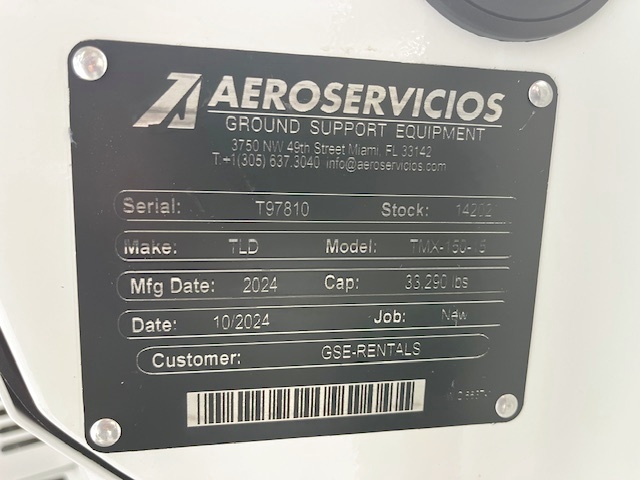 AEROSERVICIOS
GROUND SUPPORT EQUIPMENT
3750 NW 49th Street Miami, FL 33142
T:+1(305) 637.3040 info@aeroservicios.com
Serial: T97810 Stock:
Make: TLD Model:
Mfg Date: 2024 Cap: 33,290 lbs
Date: 10/2024 Job: New
Customer: GSE-RENTALS